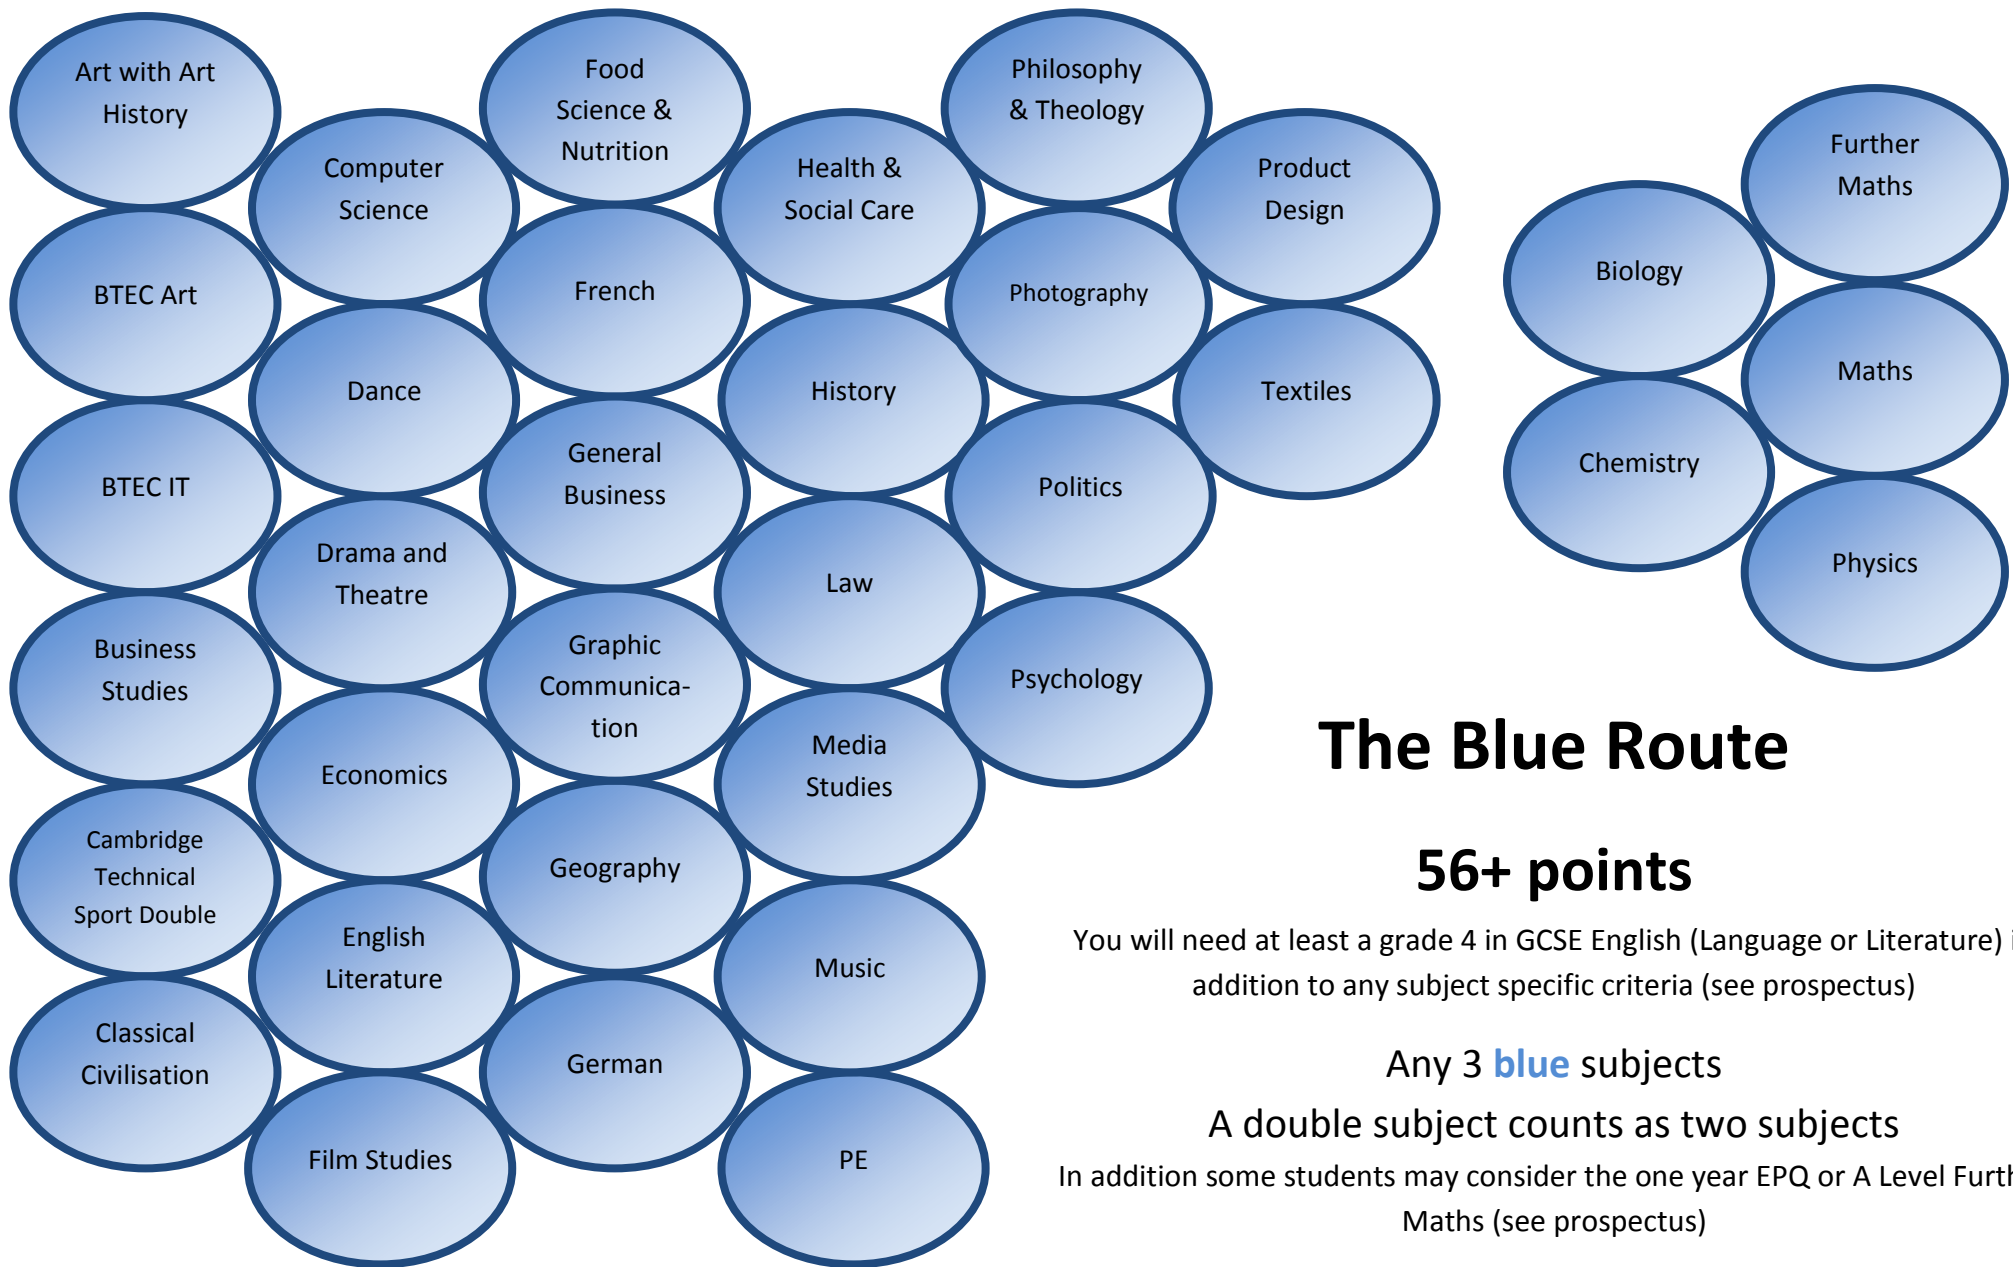 Art with Art
History
BTEC Art
BTEC IT
Business
Studies
Cambridge
Technical
Sport Double
Classical
Civilisation
Computer
Science
Dance
Drama and
Theatre
Economics
English
Literature
Film Studies
Food
Science &
Nutrition
French
General
Business
Graphic
Communica-
tion
Geography
German
Health &
Social Care
History
Law
Media
Studies
Music
PE
Philosophy
& Theology
Photography
Politics
Psychology
Product
Design
Textiles
Biology
Chemistry
Further
Maths
Maths
Physics
The Blue Route
56+ points
You will need at least a grade 4 in GCSE English (Language or Literature) i
addition to any subject specific criteria (see prospectus)
Any 3 blue subjects
A double subject counts as two subjects
In addition some students may consider the one year EPQ or A Level Furth
Maths (see prospectus)